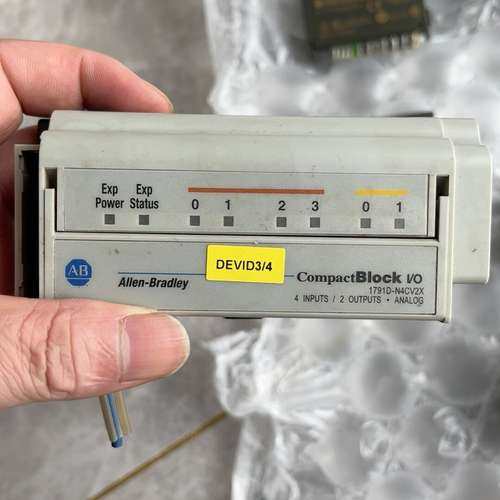 Exp Exp
Power Status
0 1 2 3 0 1
AB
Allen-Bradley
DEVID3/4
CompactBlock I/O
1791D-N4CV2X
4 INPUTS / 2 OUTPUTS • ANALOG